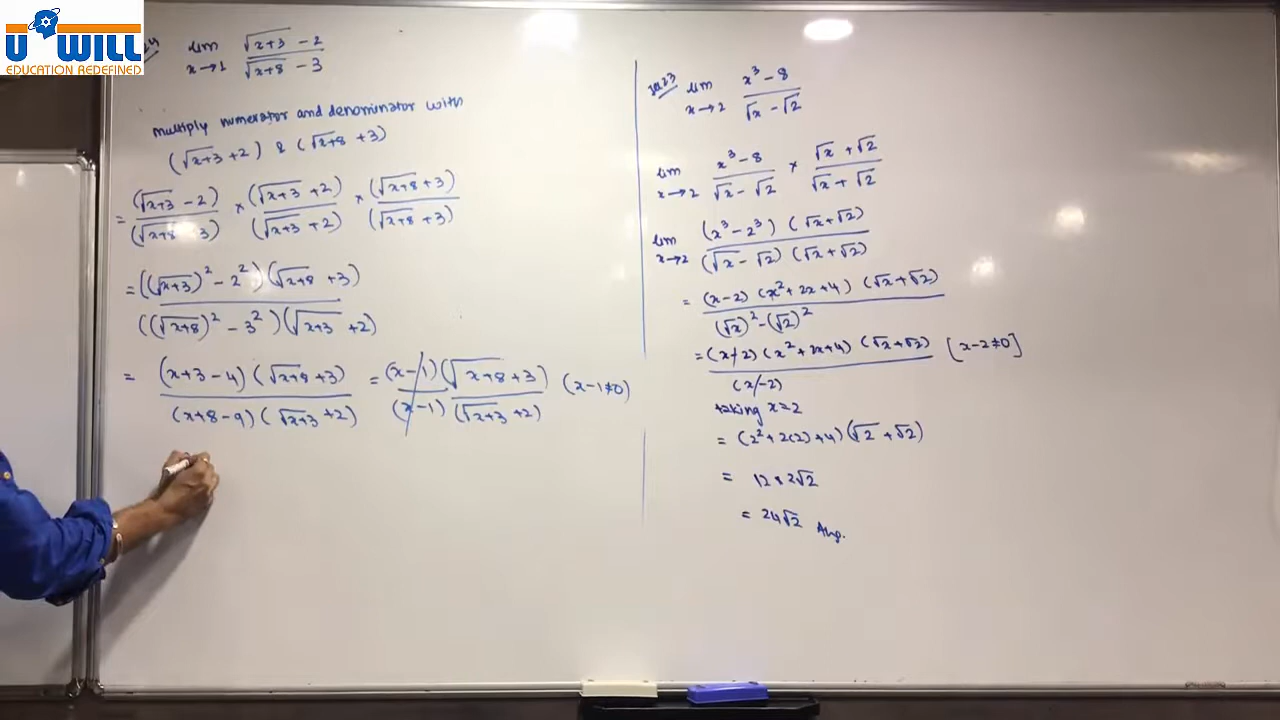 U WILL
EDUCATION REDEFINED
24 lim x→1 (√(x+3) - 2)/(√(x+8) - 3)
multiply numerator and denominator with
(√(x+3) + 2) & (√(x+8) + 3)
= (√(x+3) - 2)/(√(x+8) - 3) × (√(x+3) + 2)/(√(x+3) + 2) × (√(x+8) + 3)/(√(x+8) + 3)
= ((√(x+3))² - 2²)(√(x+8) + 3)/((√(x+8))² - 3²)(√(x+3) + 2)
= (x+3-4)(√(x+8) + 3)/(x+8-9)(√(x+3) + 2) = (x-1)(√(x+8) + 3)/(x-1)(√(x+3) + 2) (x-1≠0)
23 lim x→2 (x³ - 8)/(√x - √2)
lim x→2 (x³ - 8)/(√x - √2) × (√x + √2)/(√x + √2)
lim x→2 (x³ - 2³)(√x + √2)/(√x - √2)(√x + √2)
= (x-2)(x² + 2x + 4)(√x + √2)/(√x)² - (√2)²
= (x-2)(x² + 2x + 4)(√x + √2)/(x-2) [x-2≠0]
taking x=2
= (2² + 2(2) + 4)(√2 + √2)
= 12 × 2√2
= 24√2 Ans.